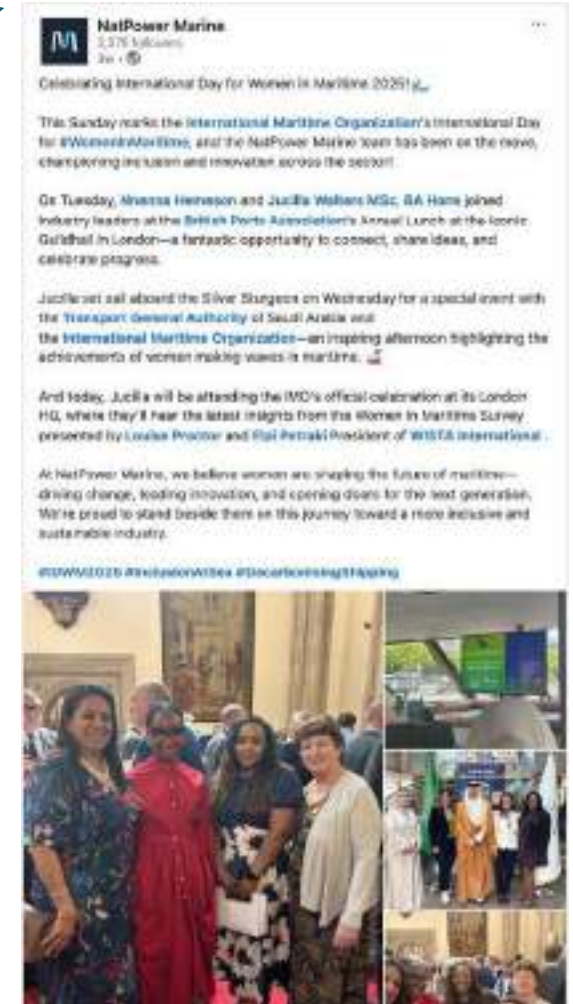 NatPower Marine
followers
3w •
Celebrating International Day for Women in Maritime 2025!
This Sunday marks the International Maritime Organization's International Day
for #WomenInMaritime, and the NatPower Marine team has been on the move,
championing inclusion and innovation across the sector!
On Tuesday, and Jucilla Walters MSc, BA Hons joined
industry leaders at the British Ports Association's Annual Lunch at the iconic
Guildhall in London—a fantastic opportunity to connect, share ideas, and
celebrate progress.
Jucilla set sail aboard the Silver Sturgeon on Wednesday for a special event with
the Transport General Authority of Saudi Arabia and
the International Maritime Organization—an inspiring afternoon highlighting the
achievements of women making waves in maritime.
And today, Jucilla will be attending the IMO's official celebration at its London
HQ, where they'll hear the latest insights from the Women in Maritime Survey
presented by Louise Proctor and Elpi Petraki President of WISTA International .
At NatPower Marine, we believe women are shaping the future of maritime—
driving change, leading innovation, and opening doors for the next generation.
We're proud to stand beside them on this journey toward a more inclusive and
sustainable industry.
#IDWM2025 #InclusionAtSea #DecarbonisingShipping